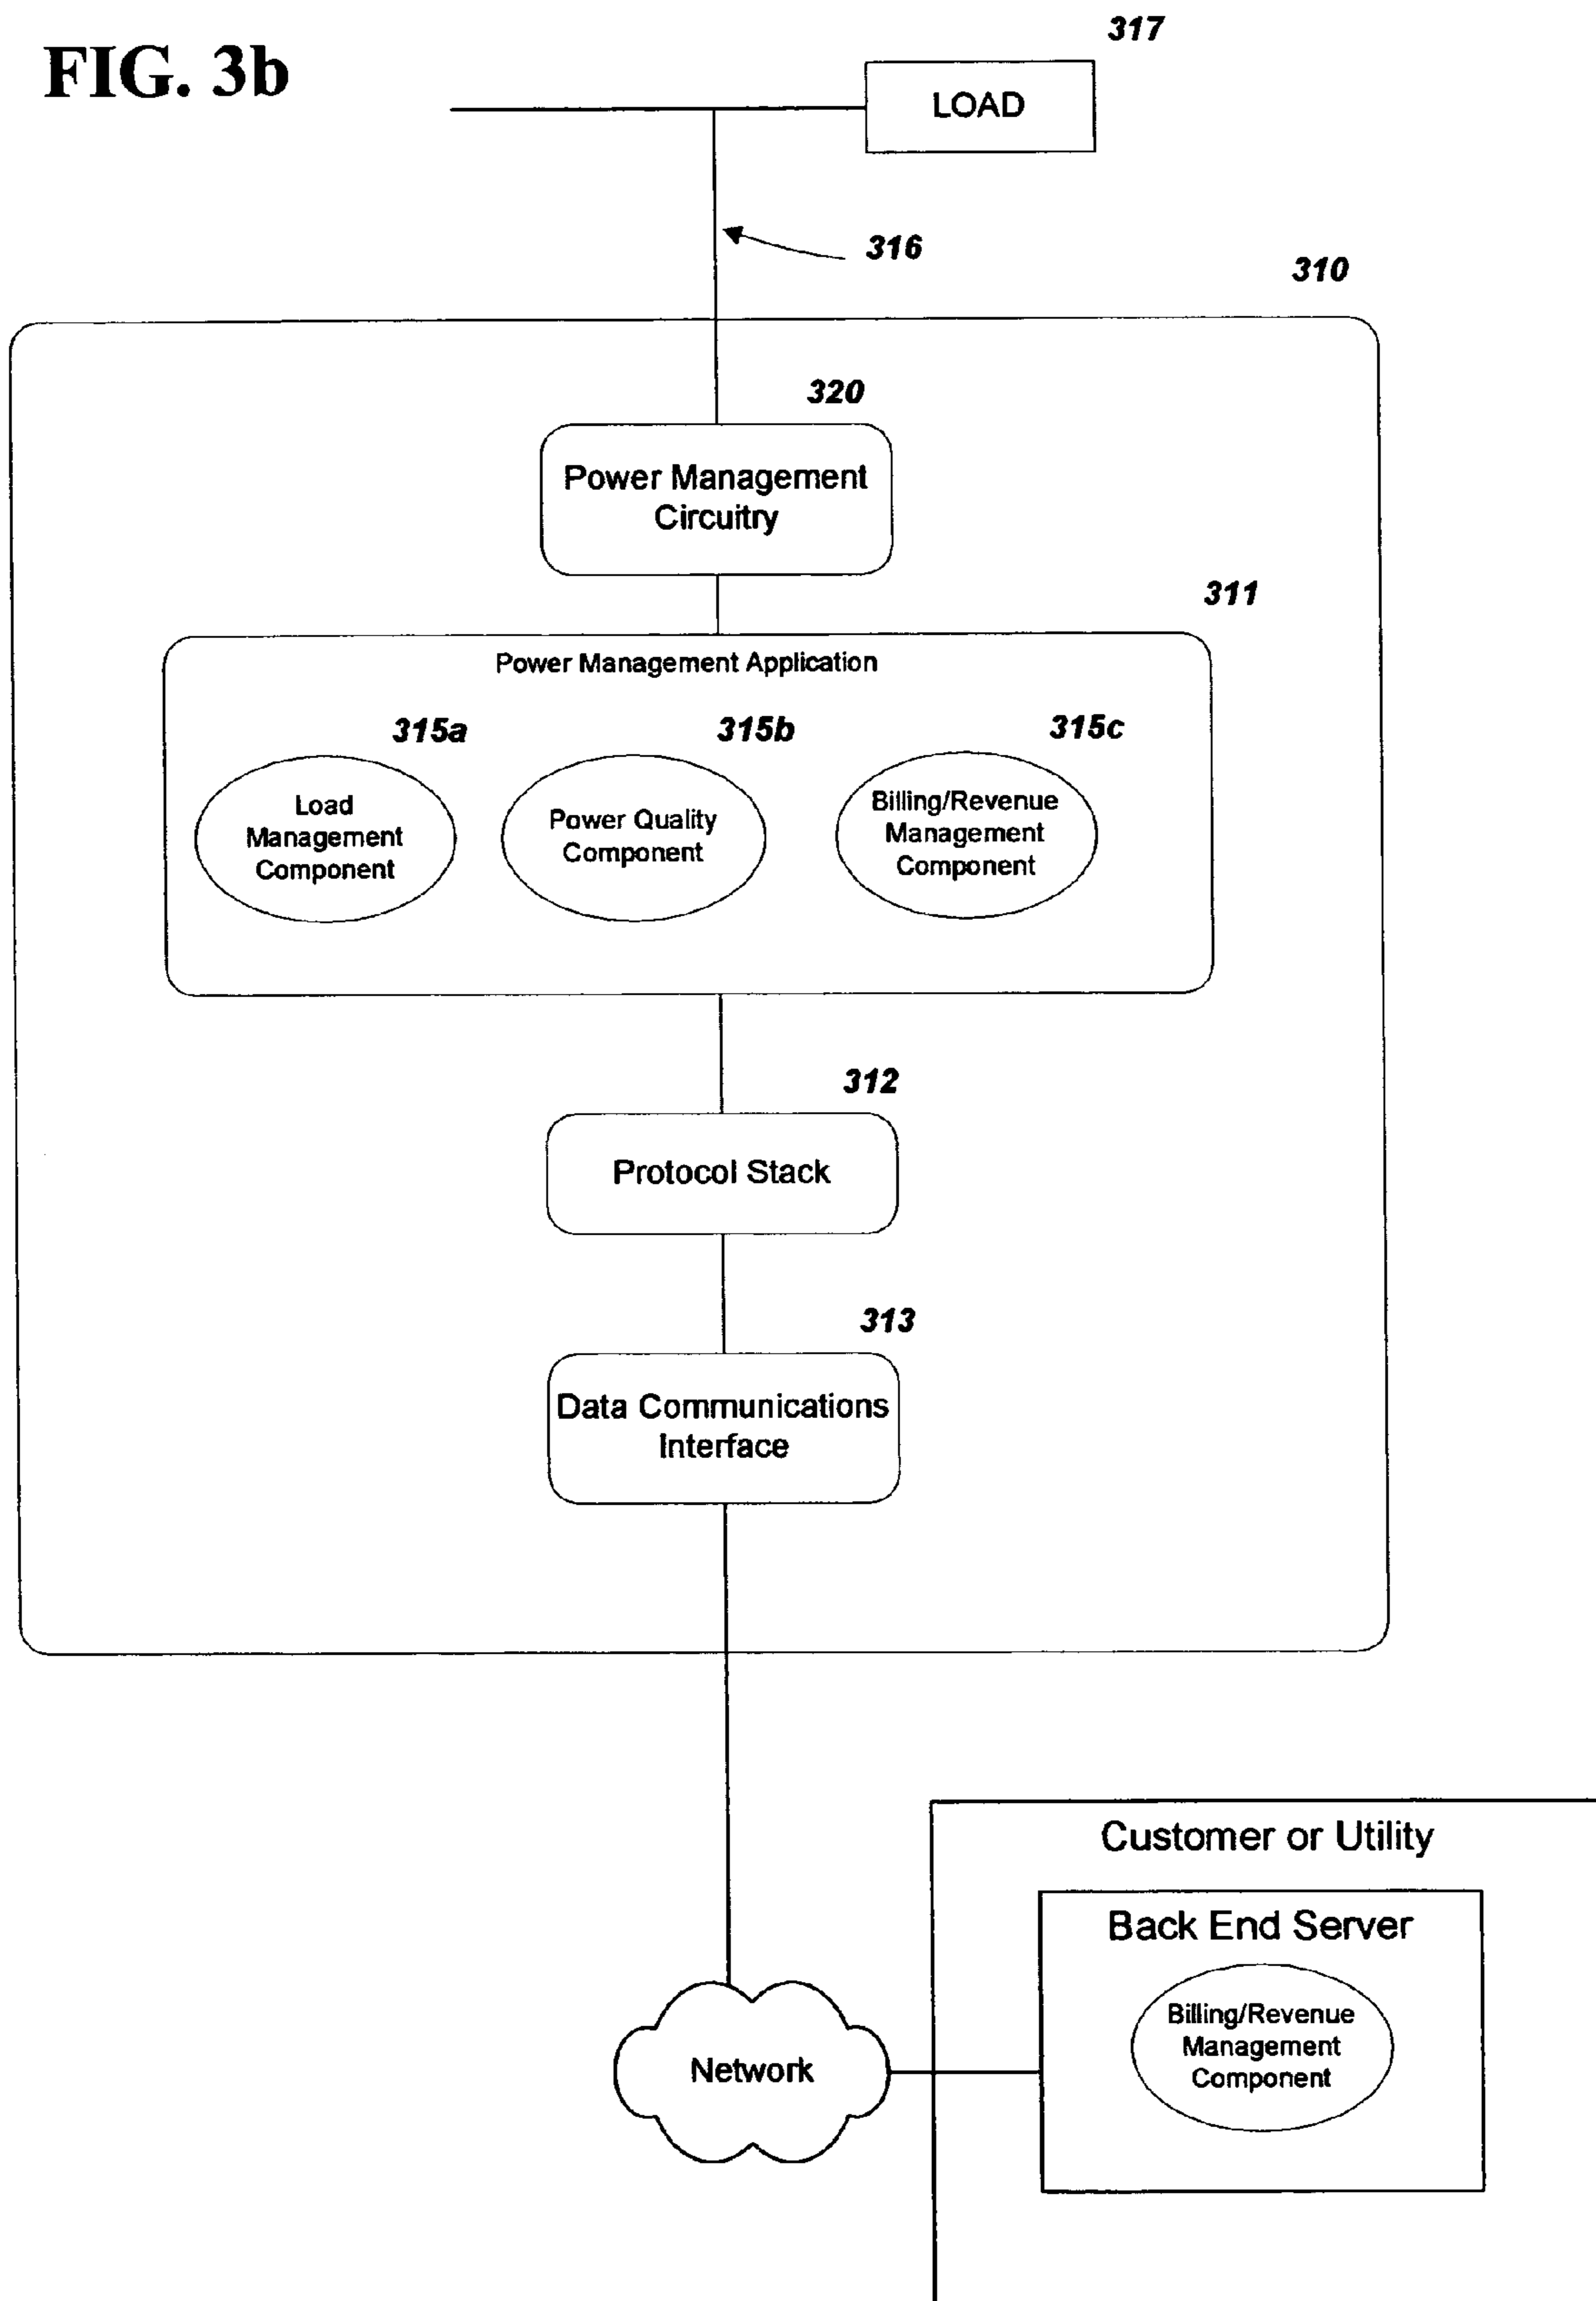 317
FIG. 3b
LOAD
316
310
320
Power Management
Circuitry
311
Power Management Application
315a
315b
315c
Load
Management
Component
Power Quality
Component
Billing/Revenue
Management
Component
312
Protocol Stack
313
Data Communications
Interface
Customer or Utility
Back End Server
Billing/Revenue
Management
Component
Network